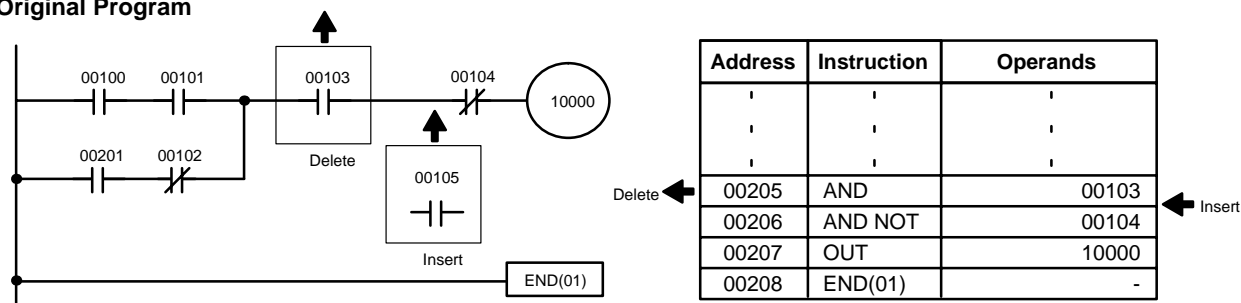 Original Program
00100 00101 00103 00104
10000
00201 00102
Delete
00105
Insert
END(01)
Address Instruction Operands
Delete 00205 AND 00103
Insert
00206 AND NOT 00104
00207 OUT 10000
00208 END(01) -